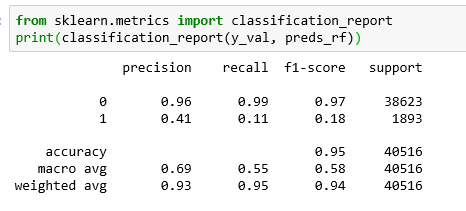 from sklearn.metrics import classification_report
print(classification_report(y_val, preds_rf))
precision recall f1-score support
0 0.96 0.99 0.97 38623
1 0.41 0.11 0.18 1893
accuracy 0.95 40516
macro avg 0.69 0.55 0.58 40516
weighted avg 0.93 0.95 0.94 40516